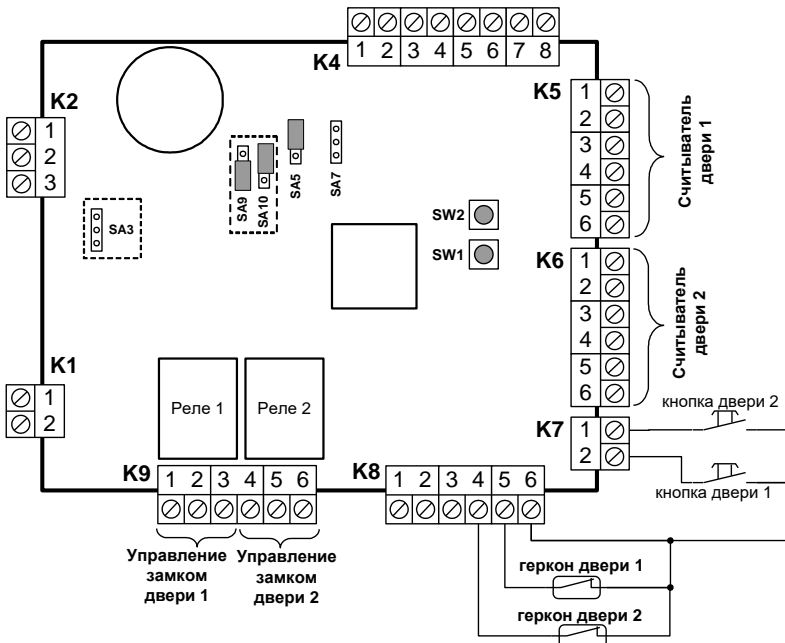 K4
1 2 3 4 5 6 7 8
K2
1
2
3
K5
1
2
3
4
5
6
Считыватель
двери 1
SA9
SA10
SA5
SA7
SA3
SW2
SW1
K6
1
2
3
4
5
6
Считыватель
двери 2
K1
1
2
Реле 1
Реле 2
K7
1
2
кнопка двери 2
кнопка двери 1
K9
1 2 3 4 5 6
K8
1 2 3 4 5 6
Управление
замком
двери 1
Управление
замком
двери 2
геркон двери 1
геркон двери 2